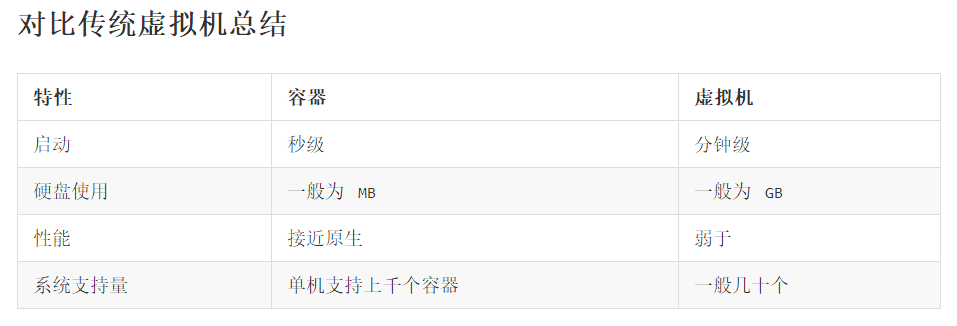 对比传统虚拟机总结
特性 容器 虚拟机
启动 秒级 分钟级
硬盘使用 一般为 MB 一般为 GB
性能 接近原生 弱于
系统支持量 单机支持上千个容器 一般几十个